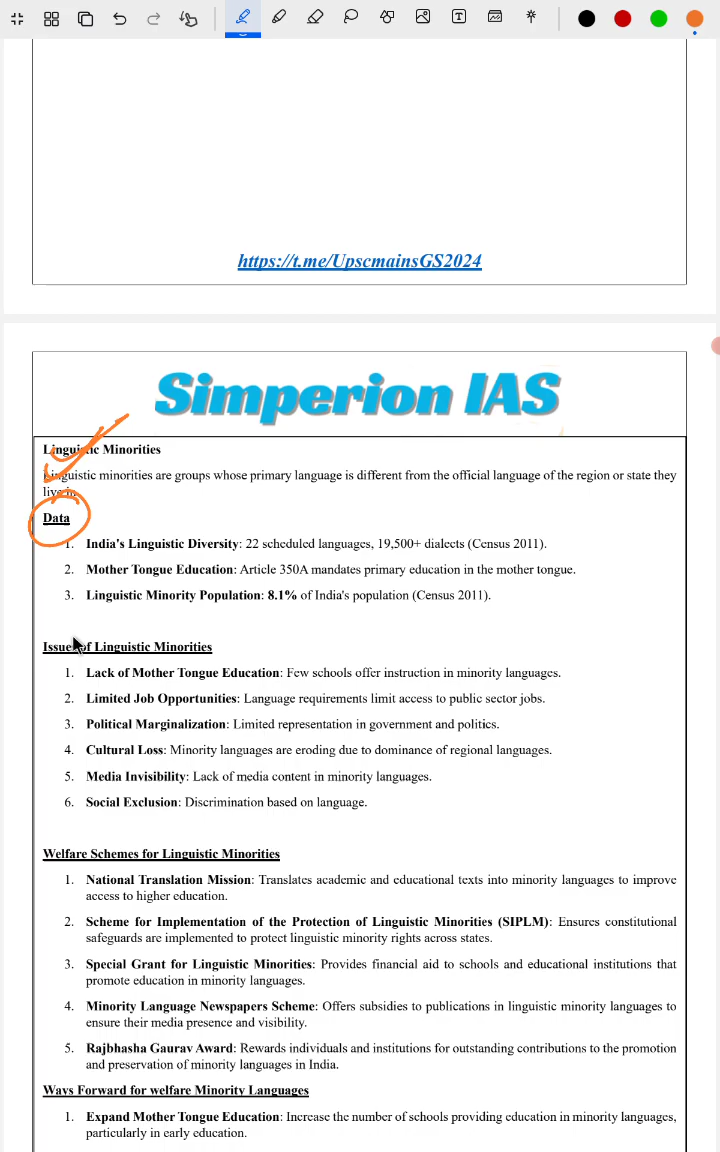 https://t.me/UpscmainsGS2024
Simperion IAS
Linguistic Minorities
Linguistic minorities are groups whose primary language is different from the official language of the region or state they
live in.
Data
1. India's Linguistic Diversity: 22 scheduled languages, 19,500+ dialects (Census 2011).
2. Mother Tongue Education: Article 350A mandates primary education in the mother tongue.
3. Linguistic Minority Population: 8.1% of India's population (Census 2011).
Issues of Linguistic Minorities
1. Lack of Mother Tongue Education: Few schools offer instruction in minority languages.
2. Limited Job Opportunities: Language requirements limit access to public sector jobs.
3. Political Marginalization: Limited representation in government and politics.
4. Cultural Loss: Minority languages are eroding due to dominance of regional languages.
5. Media Invisibility: Lack of media content in minority languages.
6. Social Exclusion: Discrimination based on language.
Welfare Schemes for Linguistic Minorities
1. National Translation Mission: Translates academic and educational texts into minority languages to improve
access to higher education.
2. Scheme for Implementation of the Protection of Linguistic Minorities (SIPLM): Ensures constitutional
safeguards are implemented to protect linguistic minority rights across states.
3. Special Grant for Linguistic Minorities: Provides financial aid to schools and educational institutions that
promote education in minority languages.
4. Minority Language Newspapers Scheme: Offers subsidies to publications in linguistic minority languages to
ensure their media presence and visibility.
5. Rajbhasha Gaurav Award: Rewards individuals and institutions for outstanding contributions to the promotion
and preservation of minority languages in India.
Ways Forward for welfare Minority Languages
1. Expand Mother Tongue Education: Increase the number of schools providing education in minority languages,
particularly in early education.